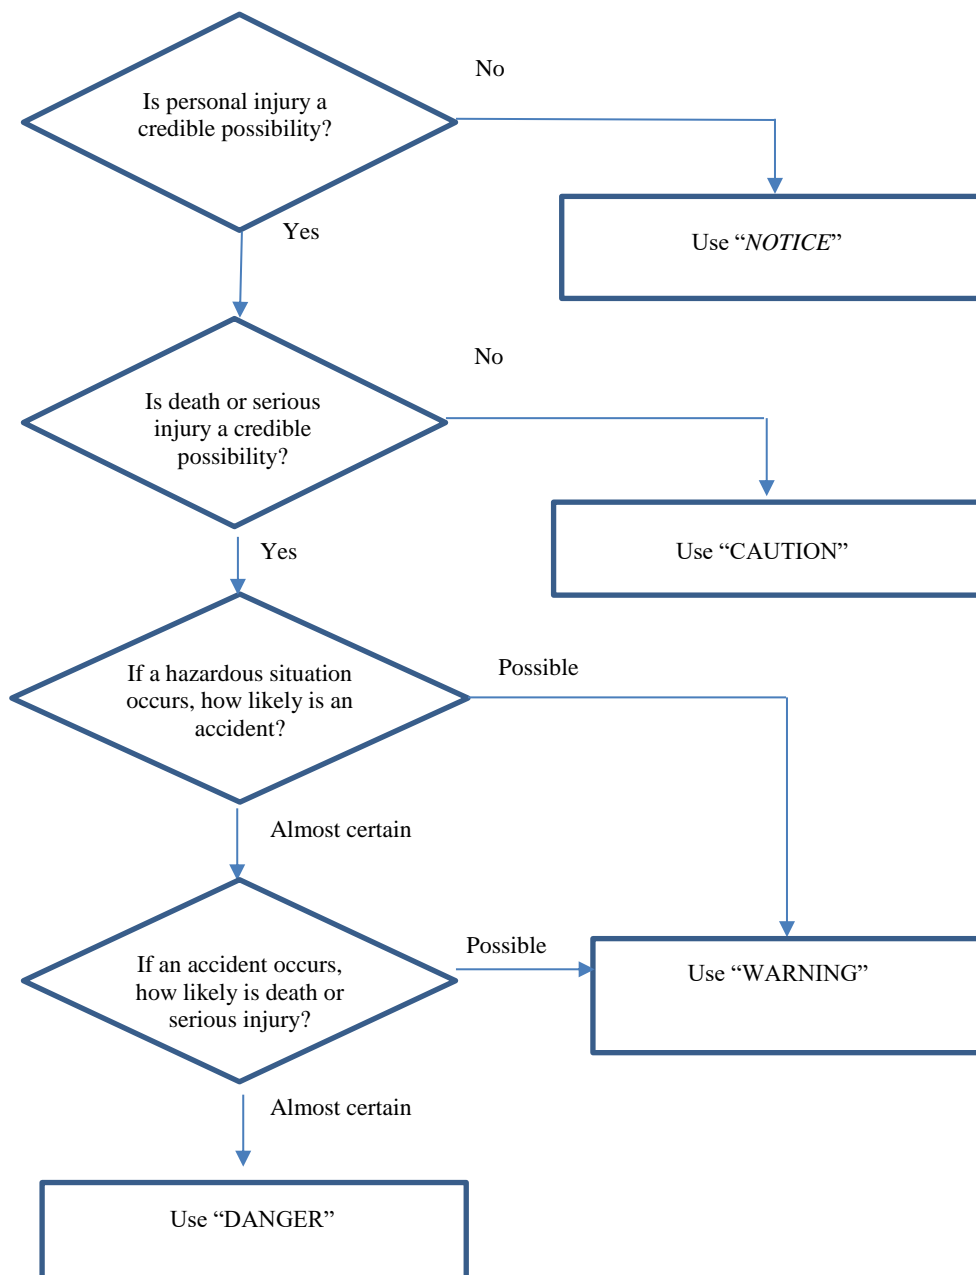 No
Is personal injury a
credible possibility?
Use “NOTICE”
Yes
No
Is death or serious
injury a credible
possibility?
Use “CAUTION”
Yes
If a hazardous situation
occurs, how likely is an
accident?
Possible
Almost certain
Possible
If an accident occurs,
how likely is death or
serious injury?
Use “WARNING”
Almost certain
Use “DANGER”